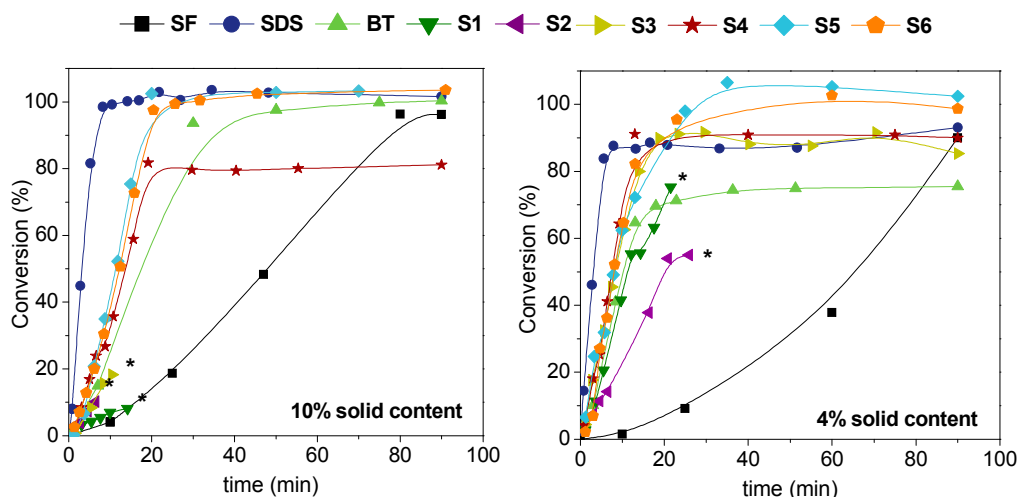 SF SDS BT S1 S2 S3 S4 S5 S6
Conversion (%)
100
80
60
40
20
0
* * *
10% solid content
0 20 40 60 80 100
time (min)
Conversion (%)
100
80
60
40
20
0
* *
4% solid content
0 20 40 60 80 100
time (min)